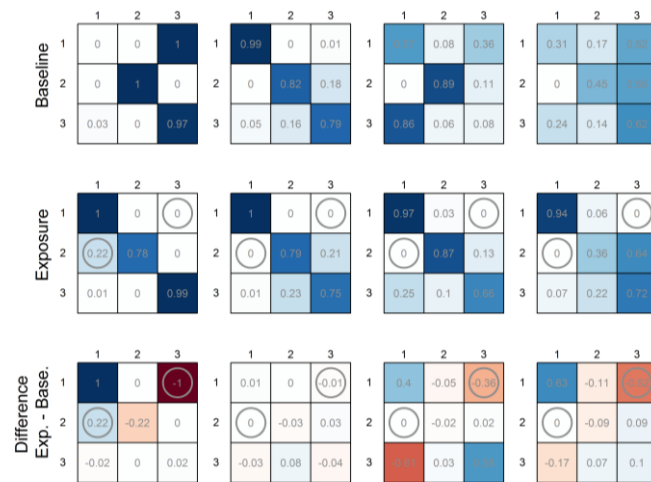 1 2 3 1 2 3 1 2 3 1 2 3
Baseline
1 0 0 1 1 0.99 0 0.01 1 0.08 0.36 1 0.31 0.17
2 0 1 0 2 0 0.82 0.18 2 0 0.89 0.11 2 0 0.45
3 0.03 0 0.97 3 0.05 0.16 0.79 3 0.86 0.06 0.08 3 0.24 0.14 0.62
1 2 3 1 2 3 1 2 3 1 2 3
Exposure
1 1 0 0 1 1 0 0 1 0.97 0.03 0 1 0.94 0.06 0
2 0.22 0.78 0 2 0 0.79 0.21 2 0 0.87 0.13 2 0 0.36 0.64
3 0.01 0 0.99 3 0.01 0.23 0.75 3 0.25 0.1 0.66 3 0.07 0.22 0.72
1 2 3 1 2 3 1 2 3 1 2 3
Difference
Exp. - Base.
1 1 0 -1 1 0.01 0 -0.01 1 0.4 -0.05 -0.36 1 0.63 -0.11
2 0.22 -0.22 0 2 0 -0.03 0.03 2 0 -0.02 0.02 2 0 -0.09 0.09
3 -0.02 0 0.02 3 -0.03 0.08 -0.04 3 0.03 3 -0.17 0.07 0.1